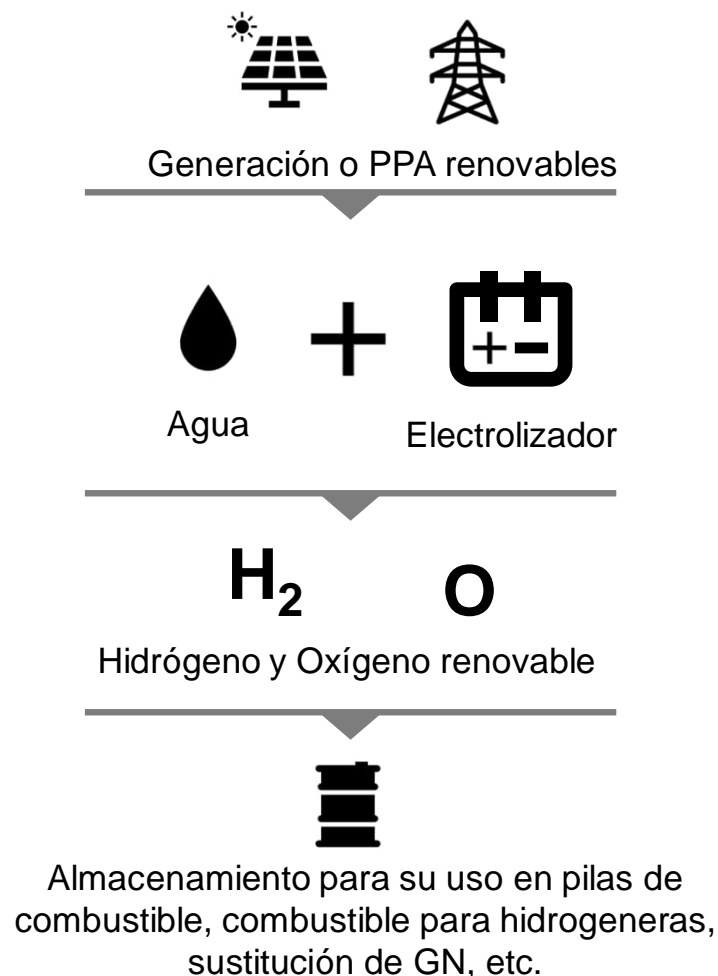 Generación o PPA renovables
+
+ -
Agua
Electrolizador
H₂ O
Hidrógeno y Oxígeno renovable
Almacenamiento para su uso en pilas de
combustible, combustible para hidrogeneras,
sustitución de GN, etc.